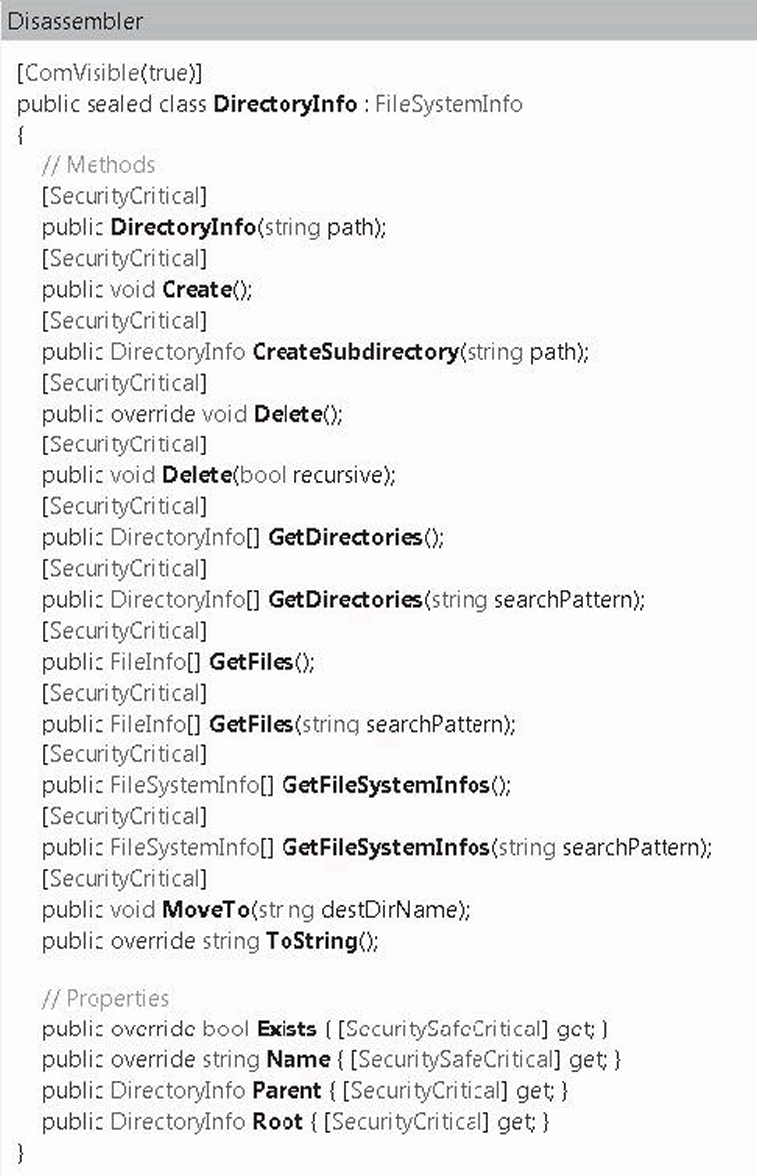 Disassembler
[ComVisible(true)]
public sealed class DirectoryInfo : FileSystemInfo
{
// Methods
[SecurityCritical]
public DirectoryInfo(string path);
[SecurityCritical]
public void Create();
[SecurityCritical]
public DirectoryInfo CreateSubdirectory(string path);
[SecurityCritical]
public override void Delete();
[SecurityCritical]
public void Delete(bool recursive);
[SecurityCritical]
public DirectoryInfo[] GetDirectories();
[SecurityCritical]
public DirectoryInfo[] GetDirectories(string searchPattern);
[SecurityCritical]
public FileInfo[] GetFiles();
[SecurityCritical]
public FileInfo[] GetFiles(string searchPattern);
[SecurityCritical]
public FileSystemInfo[] GetFileSystemInfos();
[SecurityCritical]
public FileSystemInfo[] GetFileSystemInfos(string searchPattern);
[SecurityCritical]
public void MoveTo(string destDirName);
public override string ToString();
// Properties
public override bool Exists { [SecuritySafeCritical] get; }
public override string Name { [SecuritySafeCritical] get; }
public DirectoryInfo Parent { [SecurityCritical] get; }
public DirectoryInfo Root { [SecurityCritical] get; }
}